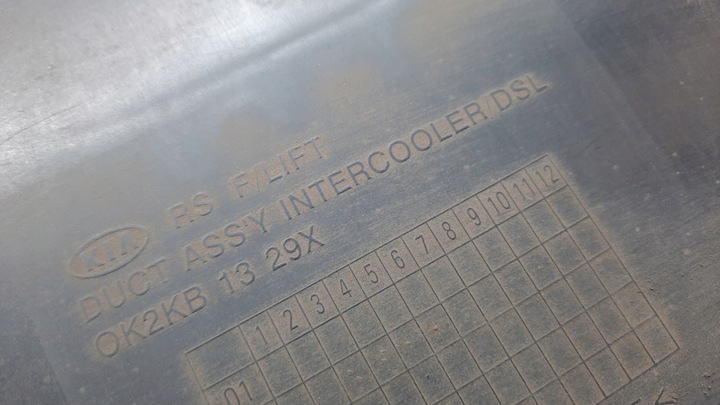 KIA RS F/LIFT
DUCT ASS'Y INTERCOOLER/DSL
OK2KB 13 29X
1 2 3 4 5 6 7 8 9 10 11 12
01